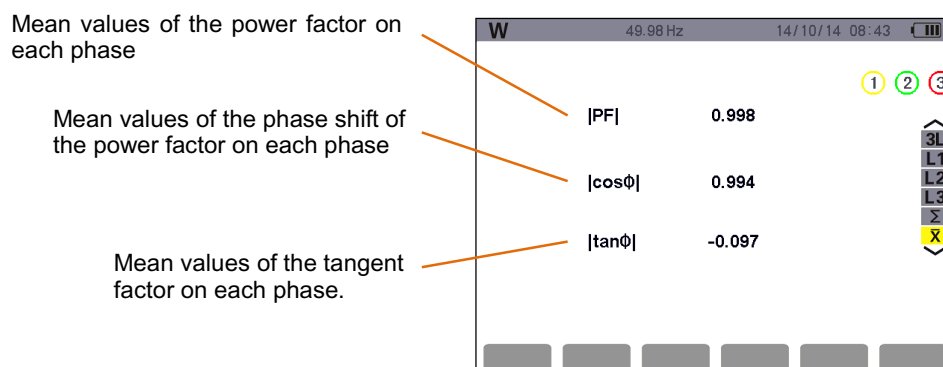 Mean values of the power factor on
each phase
Mean values of the phase shift of
the power factor on each phase
Mean values of the tangent
factor on each phase.
W 49.98 Hz 14/10/14 08:43
1 2 3
|PF| 0.998
|cosΦ| 0.994
|tanΦ| -0.097
3L
L1
L2
L3
Σ
X̄